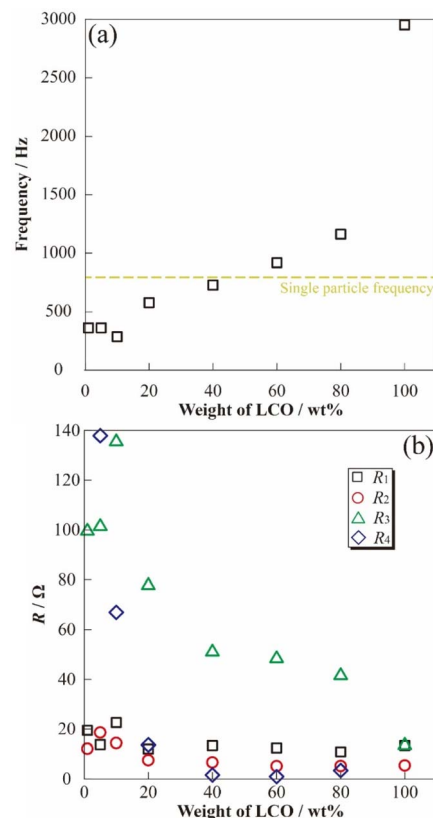 (a)
Frequency / Hz
3000
2500
2000
1500
1000
500
0
Single particle frequency
0 20 40 60 80 100
Weight of LCO / wt%
(b)
R / Ω
140
120
100
80
60
40
20
0
R1
R2
R3
R4
0 20 40 60 80 100
Weight of LCO / wt%